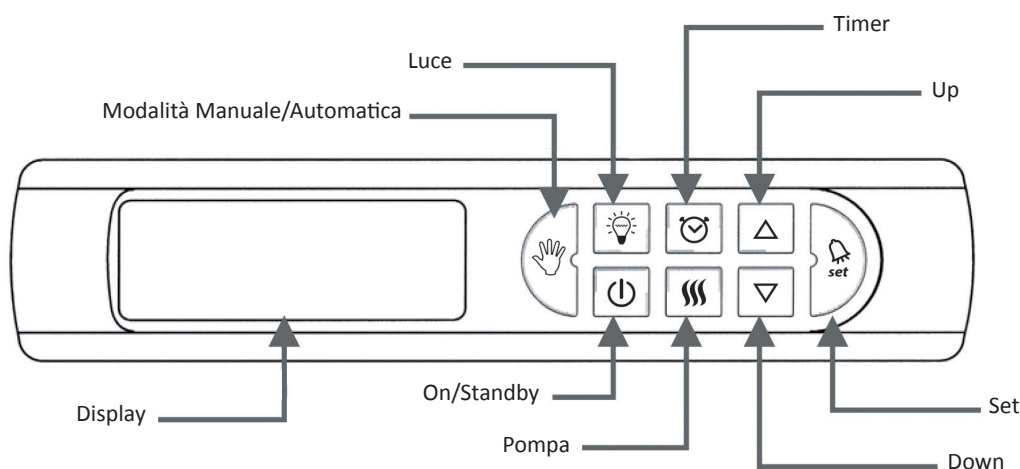 Timer
Luce
Up
Modalità Manuale/Automatica
set
On/Standby
Display
Set
Pompa
Down